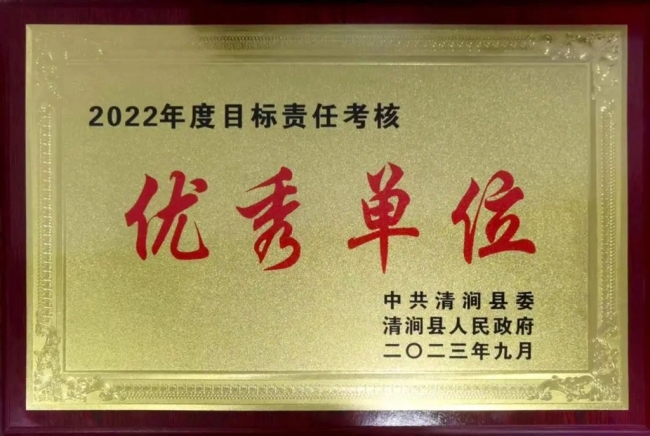 2022年度目标责任考核
优秀单位
中共清涧县委
清涧县人民政府
二〇二三年九月